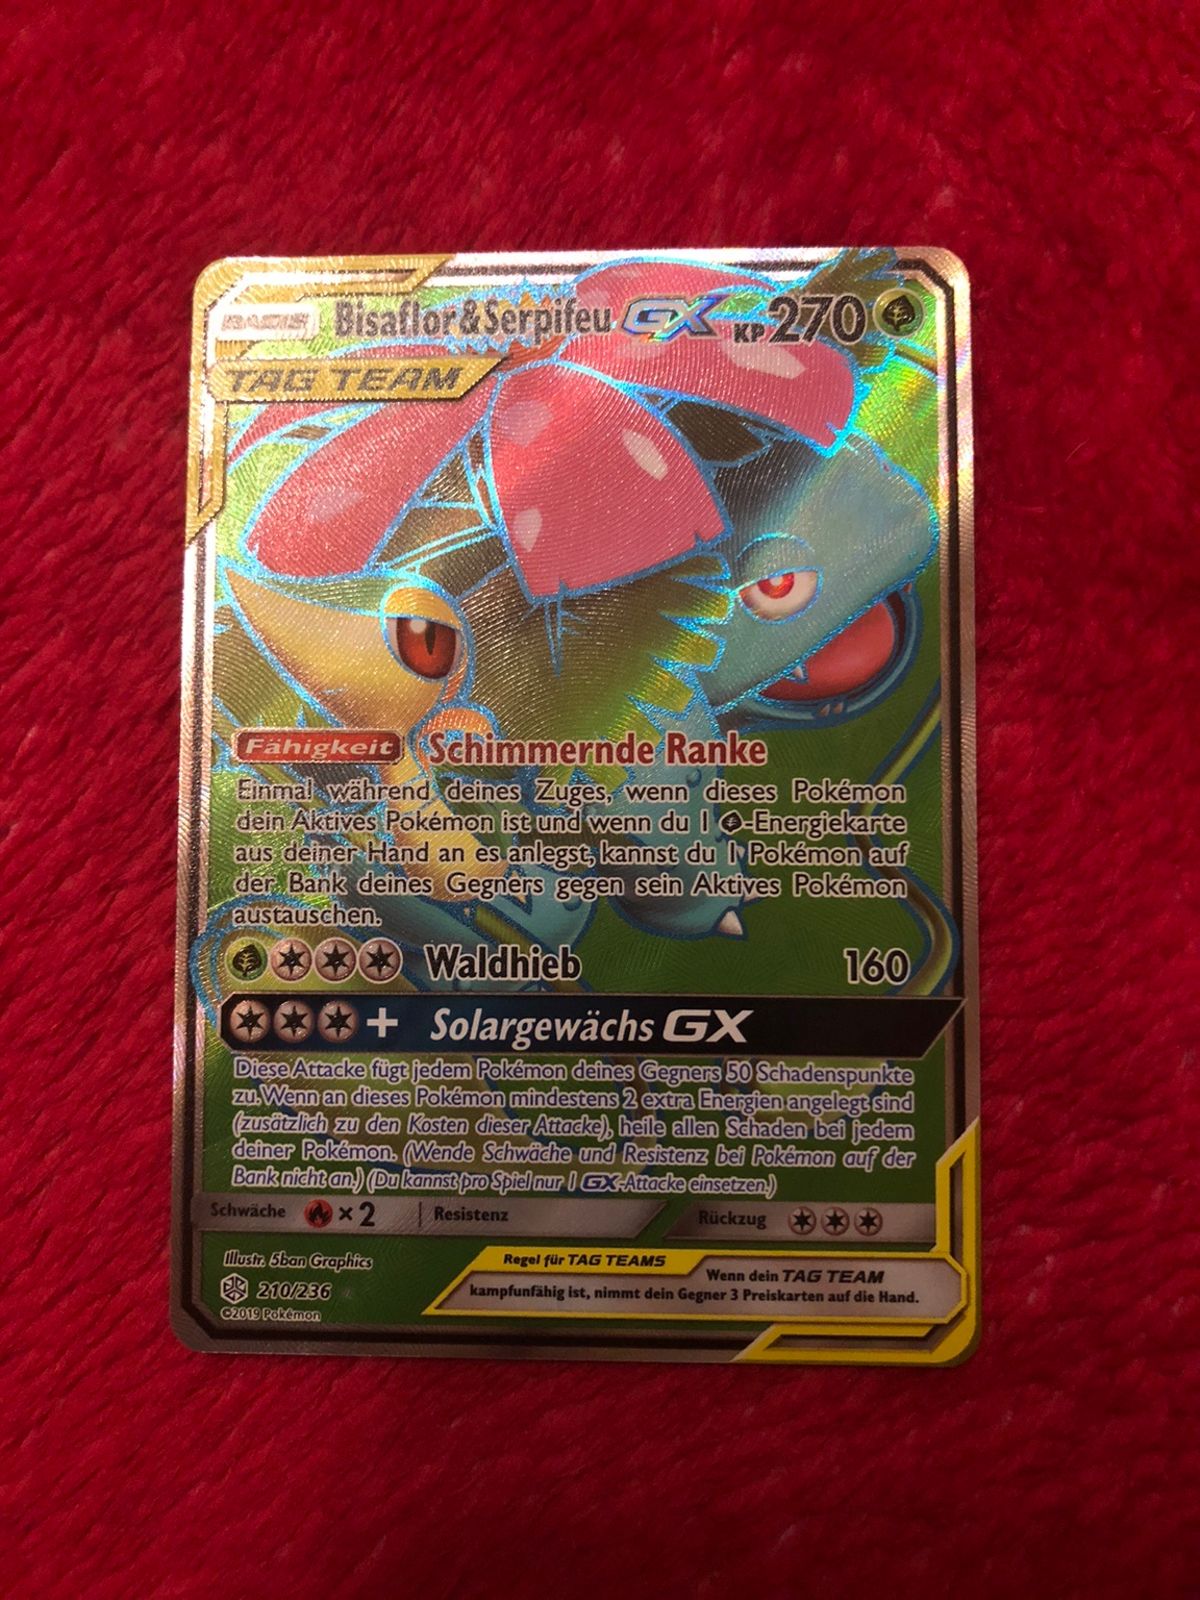 BASIS Bisaflor&Serpifeu GX KP 270
TAG TEAM
Fähigkeit Schimmernde Ranke
Einmal während deines Zuges, wenn dieses Pokémon
dein Aktives Pokémon ist und wenn du 1 -Energiekarte
aus deiner Hand an es anlegst, kannst du 1 Pokémon auf
der Bank deines Gegners gegen sein Aktives Pokémon
austauschen.
Waldhieb 160
+ Solargewächs GX
Diese Attacke fügt jedem Pokémon deines Gegners 50 Schadenspunkte
zu. Wenn an dieses Pokémon mindestens 2 extra Energien angelegt sind
(zusätzlich zu den Kosten dieser Attacke), heile allen Schaden bei jedem
deiner Pokémon. (Wende Schwäche und Resistenz bei Pokémon auf der
Bank nicht an.) (Du kannst pro Spiel nur 1 GX-Attacke einsetzen.)
Schwäche ×2 Resistenz Rückzug
Illustr. 5ban Graphics
210/236
©2019 Pokémon
Regel für TAG TEAMS
Wenn dein TAG TEAM
kampfunfähig ist, nimmt dein Gegner 3 Preiskarten auf die Hand.